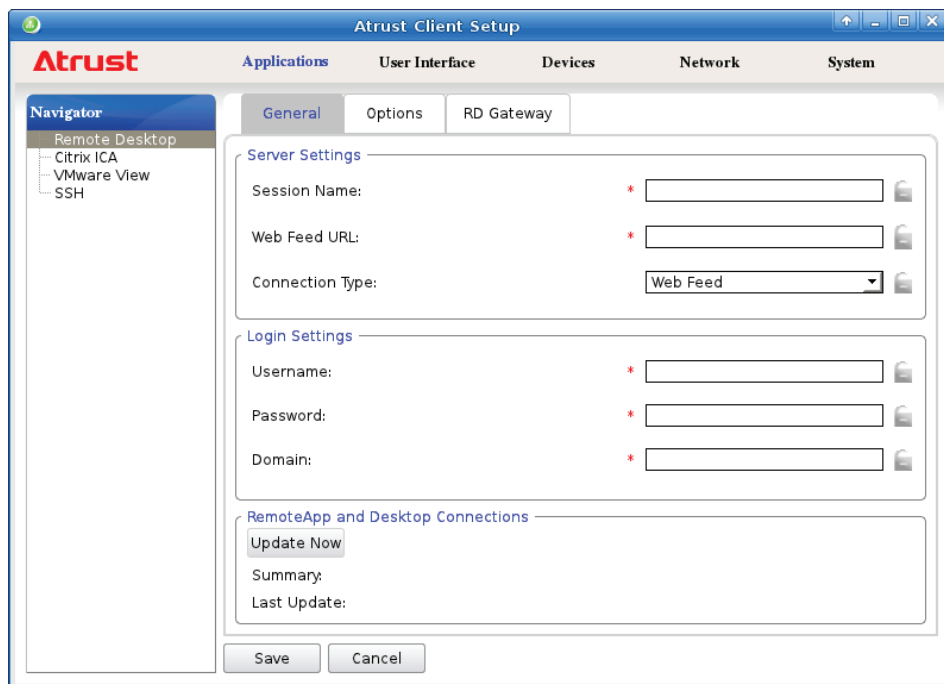 Atrust Client Setup
Atrust
Applications User Interface Devices Network System
Navigator
Remote Desktop
Citrix ICA
VMware View
SSH
General Options RD Gateway
Server Settings
Session Name: *
Web Feed URL: *
Connection Type: Web Feed
Login Settings
Username: *
Password: *
Domain: *
RemoteApp and Desktop Connections
Update Now
Summary:
Last Update:
Save Cancel